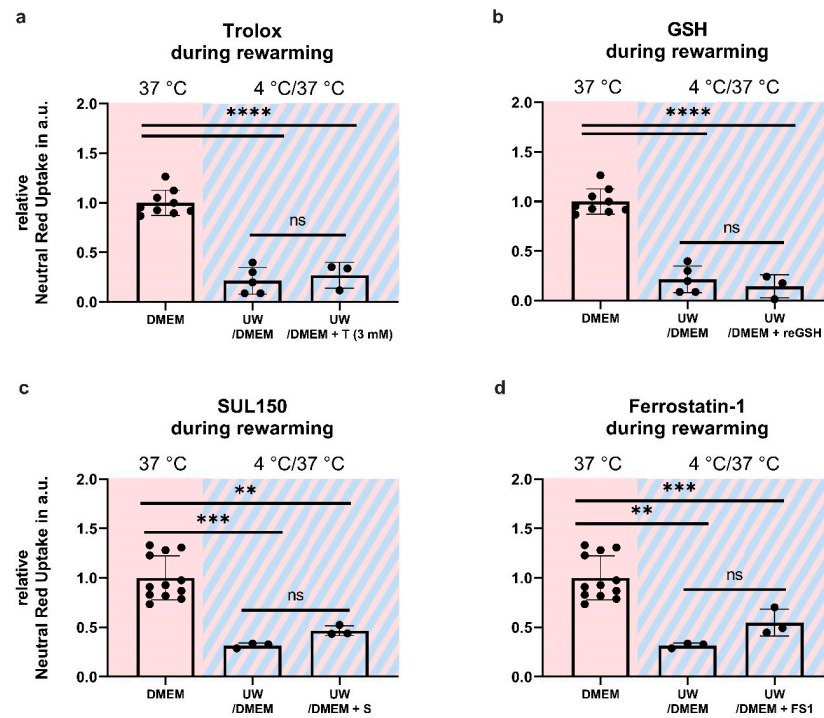 a
Trolox
during rewarming
37 °C 4 °C/37 °C
relative
Neutral Red Uptake in a.u.
2.0
1.5
1.0
0.5
0.0
****
ns
DMEM
UW
/DMEM
UW
/DMEM + T (3 mM)
b
GSH
during rewarming
37 °C 4 °C/37 °C
2.0
1.5
1.0
0.5
0.0
****
ns
DMEM
UW
/DMEM
UW
/DMEM + reGSH
c
SUL150
during rewarming
37 °C 4 °C/37 °C
relative
Neutral Red Uptake in a.u.
2.0
1.5
1.0
0.5
0.0
**
***
ns
DMEM
UW
/DMEM
UW
/DMEM + S
d
Ferrostatin-1
during rewarming
37 °C 4 °C/37 °C
2.0
1.5
1.0
0.5
0.0
***
**
ns
DMEM
UW
/DMEM
UW
/DMEM + FS1